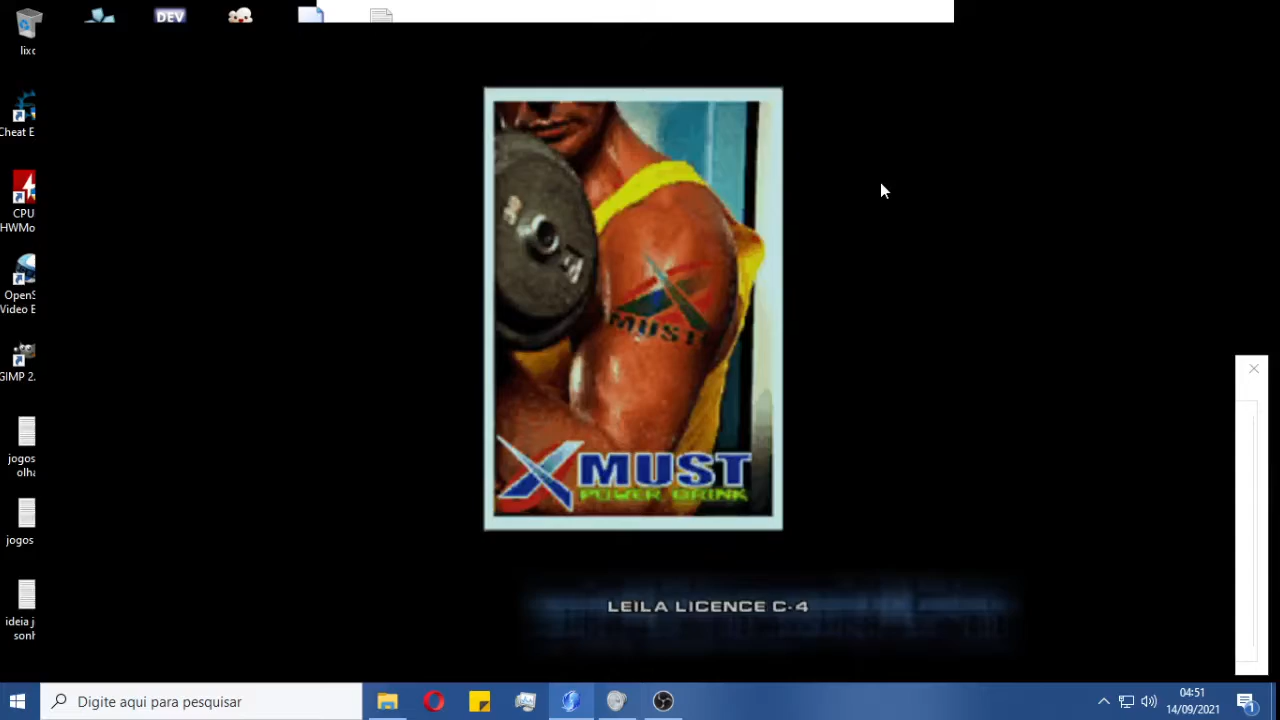 DEV
lixo
Cheat E
CPU
HWMo
OpenS
Video E
GIMP 2.
jogos
olha
jogos
ideia j
sonh
MUST
X MUST
POWER DRINK
LEILA LICENCE C-4
Digite aqui para pesquisar
04:51
14/09/2021
1